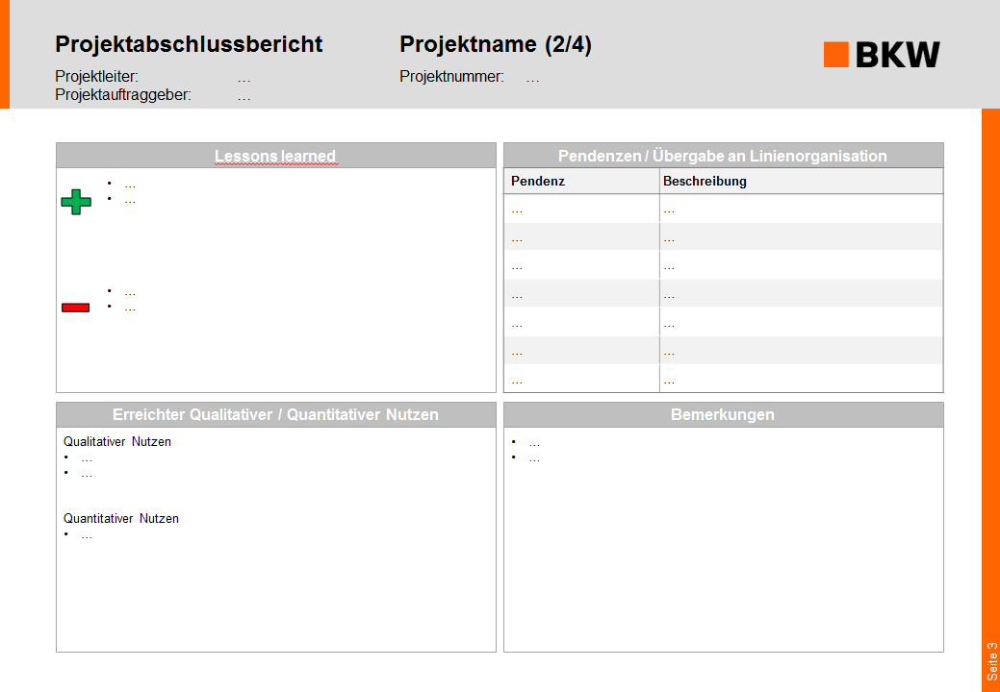 Projektabschlussbericht
Projektname (2/4)
BKW
Projektleiter: …
Projektnummer: …
Projektauftraggeber: …
Lessons learned
• …
• …
• …
• …
Pendenzen / Übergabe an Linienorganisation
Pendenz Beschreibung
… …
… …
… …
… …
… …
… …
… …
Erreichter Qualitativer / Quantitativer Nutzen
Qualitativer Nutzen
• …
• …
Quantitativer Nutzen
• …
Bemerkungen
• …
• …
Seite 3